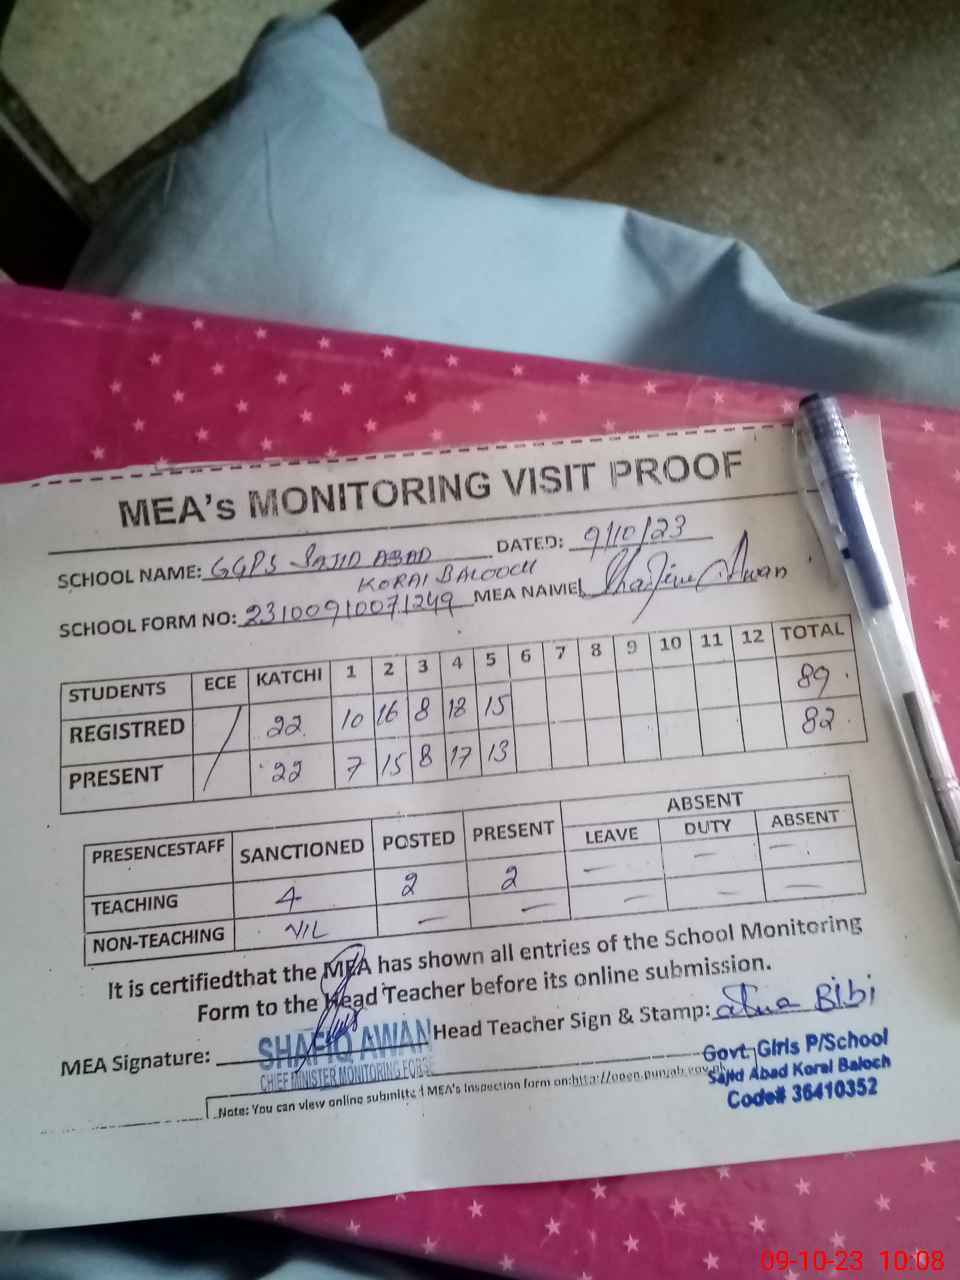 MEA's MONITORING VISIT PROOF
SCHOOL NAME: GGPS SAJID ABAD DATED: 9/10/23
KORAI BALOOCH
SCHOOL FORM NO: 23100910071249 MEA NAME Awan
STUDENTS ECE KATCHI 1 2 3 4 5 6 7 8 9 10 11 12 TOTAL
REGISTRED 22 10 16 8 18 15 89
PRESENT 22 7 15 8 17 13 82
PRESENCESTAFF SANCTIONED POSTED PRESENT ABSENT
LEAVE DUTY ABSENT
TEACHING 4 2 2 — — —
NON-TEACHING NIL — — — — —
It is certifiedthat the MEA has shown all entries of the School Monitoring
Form to the Head Teacher before its online submission.
MEA Signature: Head Teacher Sign & Stamp: Bibi
SHAFIQ AWAN
CHIEF MINISTER MONITORING FORCE
Govt; Girls P/School
Sajid Abad Korai Baloch
Code# 36410352
Note: You can view online submitted MEA's Inspection form on:http://open.punjab.gov.pk
09-10-23 10:08